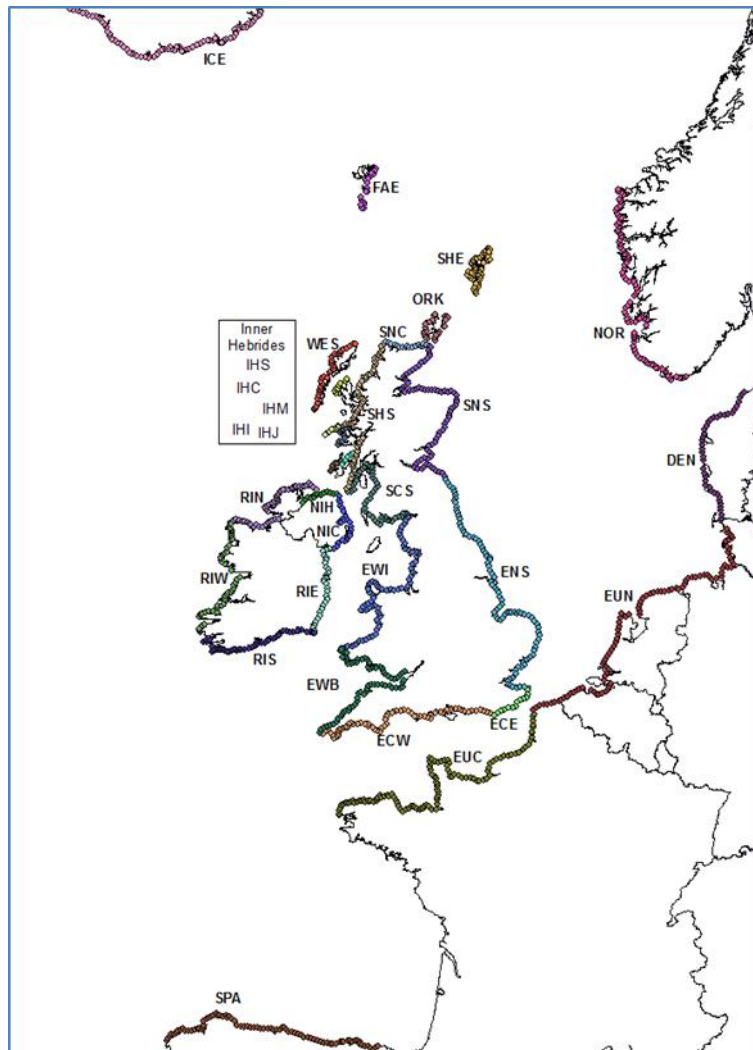 ICE
FAE
SHE
ORK
NOR
SNC
WES
Inner
Hebrides
IHS
IHC
IHM
IHI IHJ
SHS
SNS
DEN
RIN
NIH
SCS
NIC
EWI
ENS
RIW
RIE
EUN
RIS
EWB
ECE
ECW
EUC
SPA